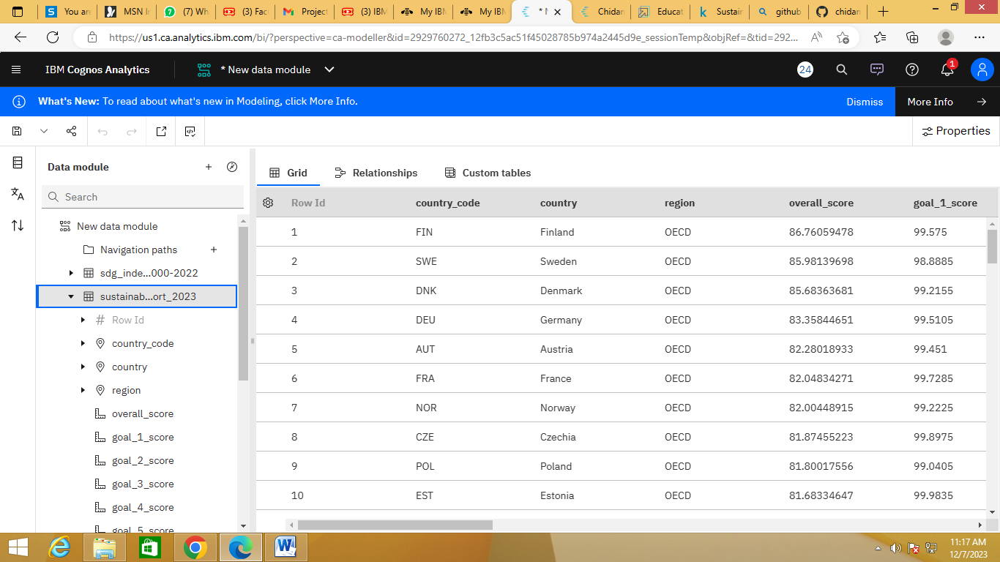 You are
MSN In
(7) Wh
(3) Fac
Project
(3) IBM
My IBM
My IBM
* N
Chidan
Educat
Sustain
github
chidan
https://us1.ca.analytics.ibm.com/bi/?perspective=ca-modeller&id=2929760272_12fb3c5ac51f45028785b974a2445d9e_sessionTemp&objRef=&tid=292...
IBM Cognos Analytics
* New data module
24
1
What's New: To read about what's new in Modeling, click More Info.
Dismiss
More Info
Properties
Data module
Search
New data module
Navigation paths
sdg_inde...000-2022
sustainab...ort_2023
Row Id
country_code
country
region
overall_score
goal_1_score
goal_2_score
goal_3_score
goal_4_score
goal_5_score
Grid
Relationships
Custom tables
Row Id country_code country region overall_score goal_1_score
1 FIN Finland OECD 86.76059478 99.575
2 SWE Sweden OECD 85.98139698 98.8885
3 DNK Denmark OECD 85.68363681 99.2155
4 DEU Germany OECD 83.35844651 99.5105
5 AUT Austria OECD 82.28018933 99.451
6 FRA France OECD 82.04834271 99.7285
7 NOR Norway OECD 82.00448915 99.2225
8 CZE Czechia OECD 81.87455223 99.8975
9 POL Poland OECD 81.80017556 99.0405
10 EST Estonia OECD 81.68334647 99.9835
11:17 AM
12/7/2023